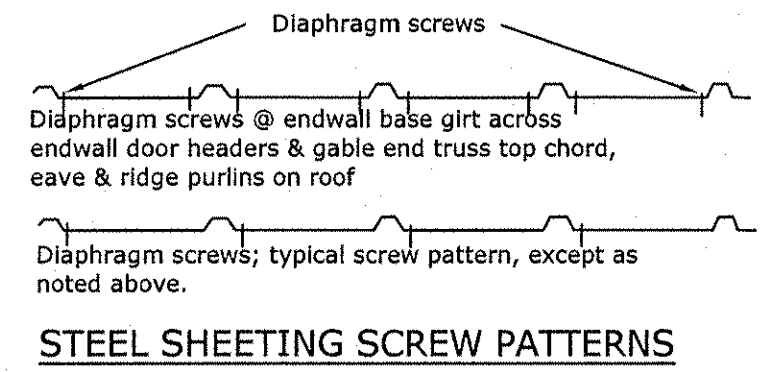 Diaphragm screws
Diaphragm screws @ endwall base girt across
endwall door headers & gable end truss top chord,
eave & ridge purlins on roof
Diaphragm screws; typical screw pattern, except as
noted above.
STEEL SHEETING SCREW PATTERNS